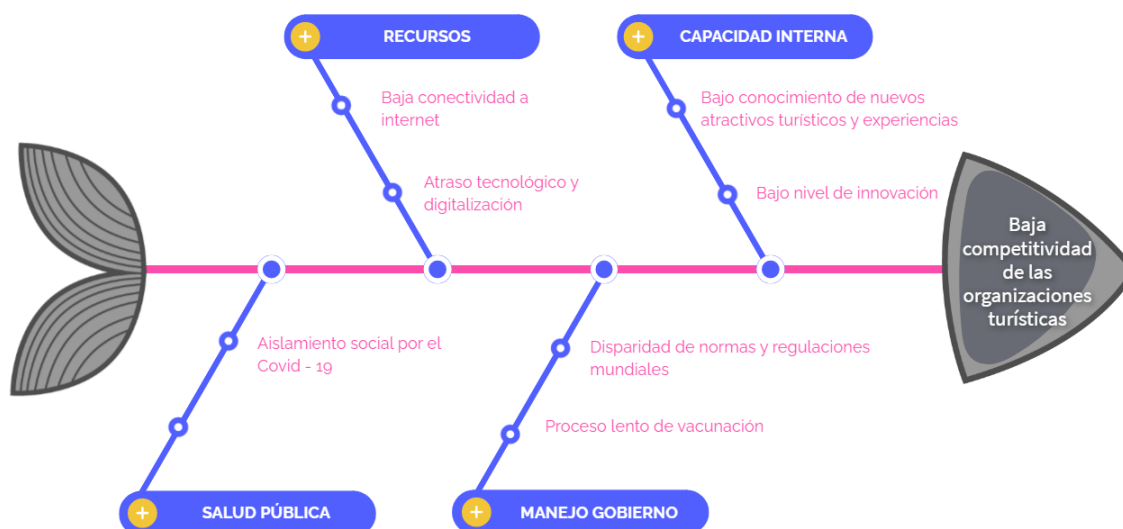 RECURSOS
CAPACIDAD INTERNA
Baja conectividad a
internet
Bajo conocimiento de nuevos
atractivos turísticos y experiencias
Atraso tecnológico y
digitalización
Bajo nivel de innovación
Baja
competitividad
de las
organizaciones
turísticas
Aislamiento social por el
Covid - 19
Disparidad de normas y regulaciones
mundiales
Proceso lento de vacunación
SALUD PÚBLICA
MANEJO GOBIERNO